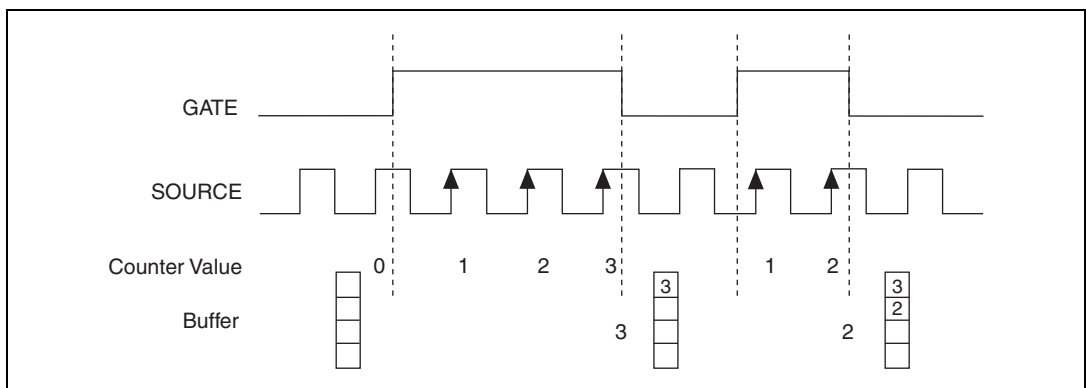 GATE
SOURCE
Counter Value 0 1 2 3 1 2
3 3
2
Buffer
3 2